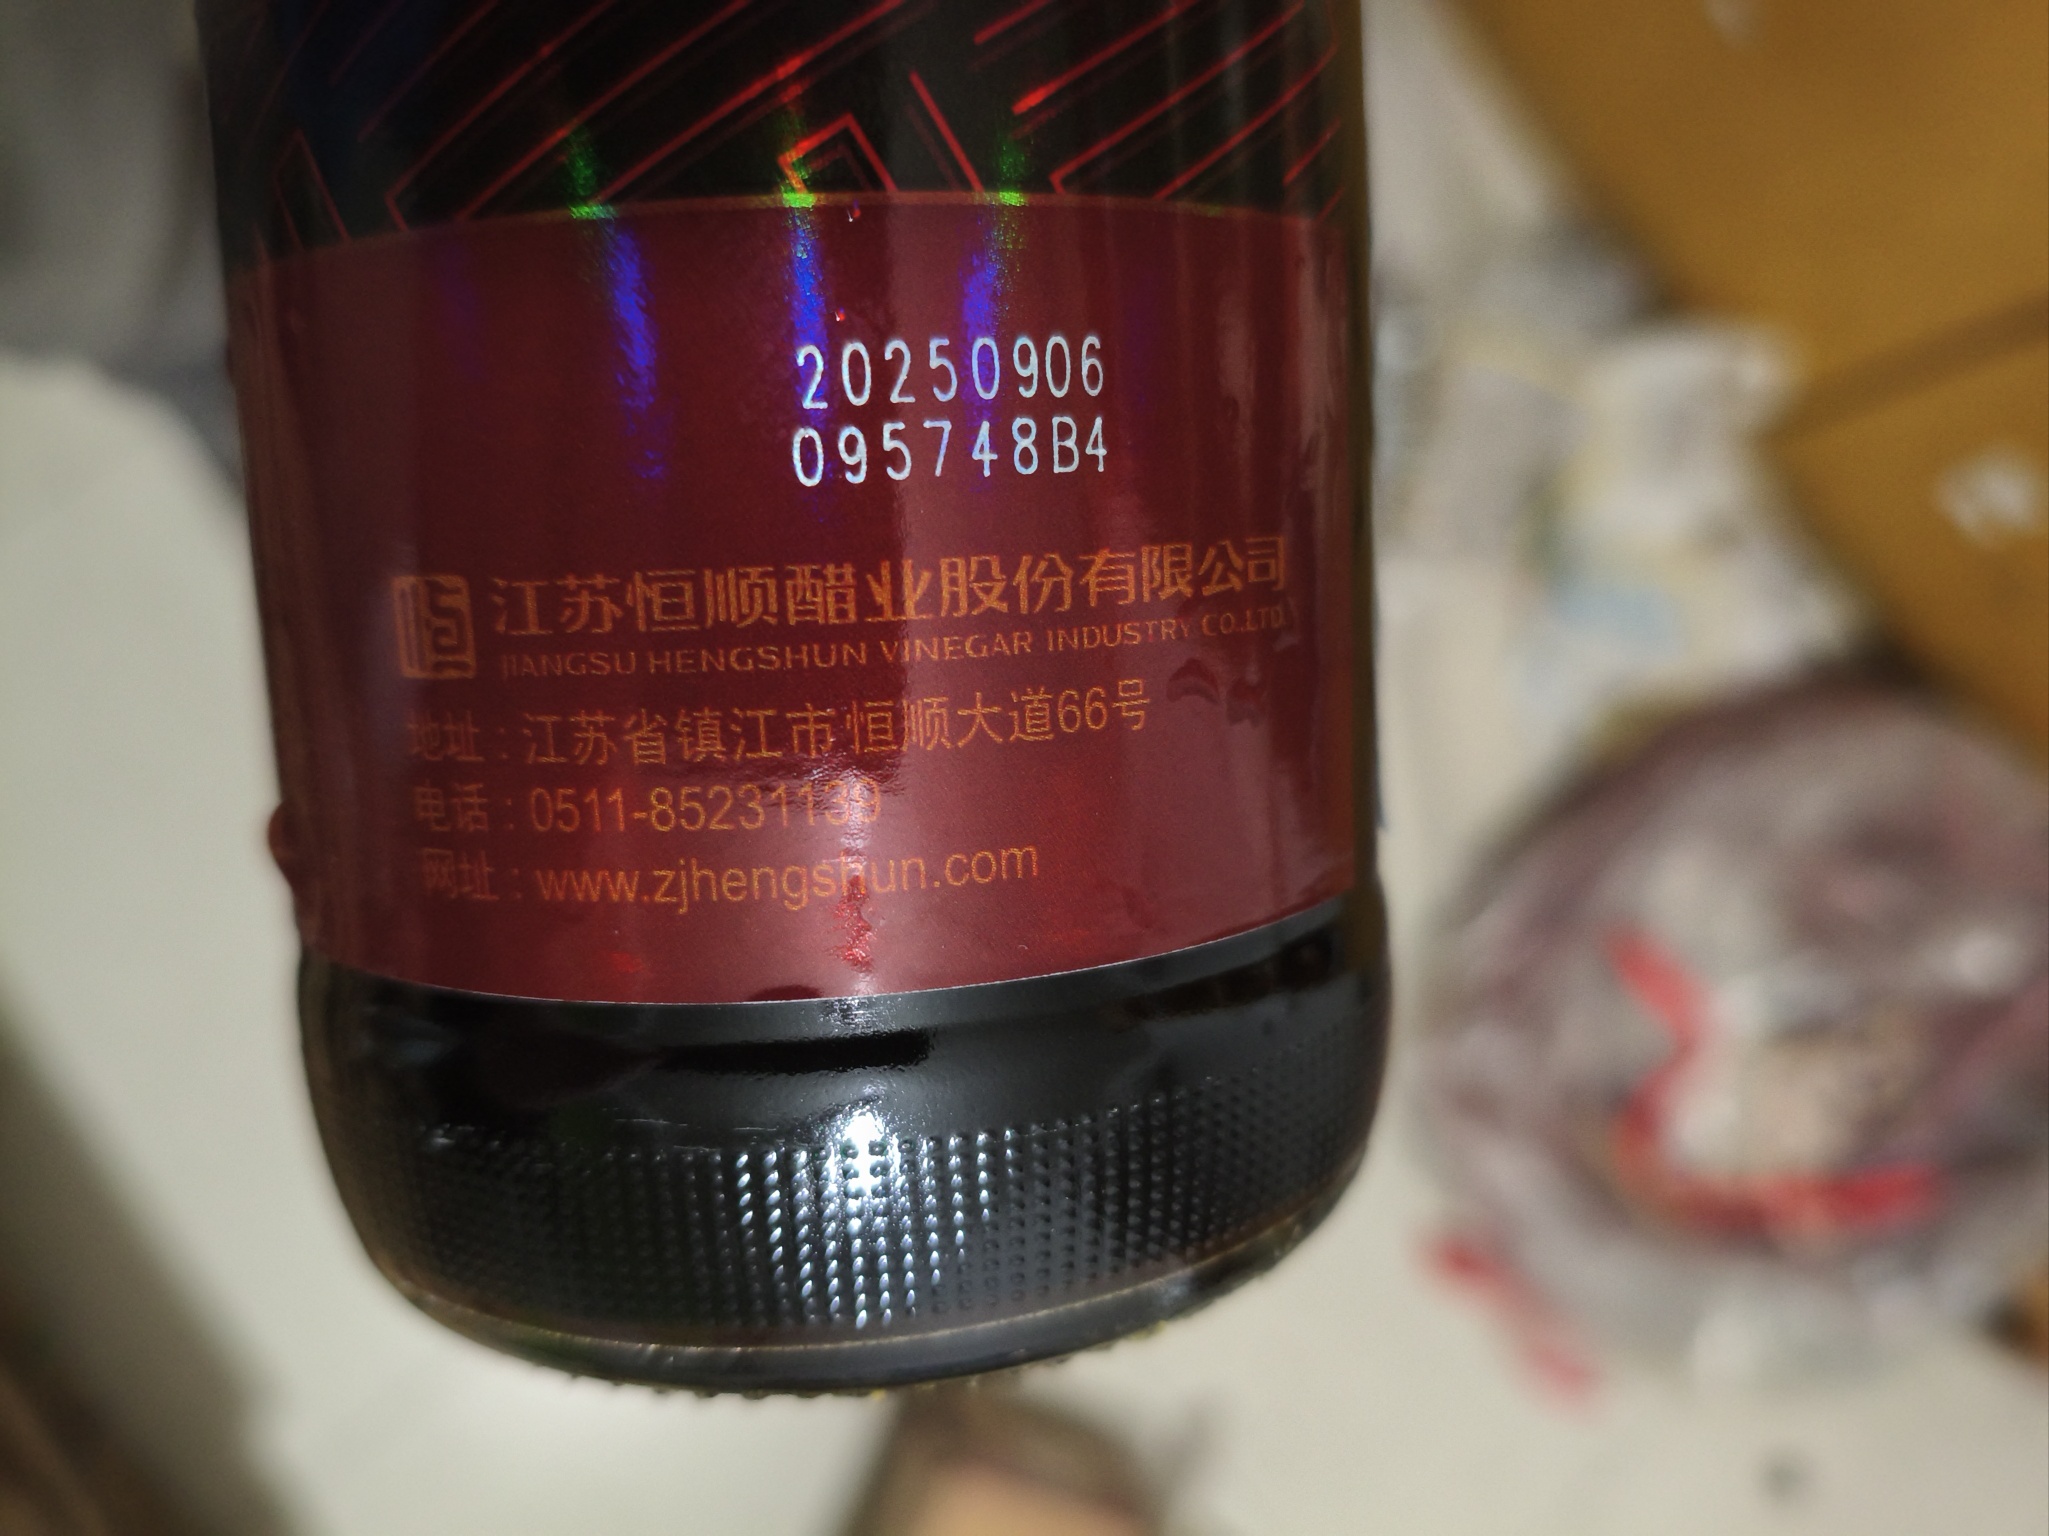 20250906
095748B4
恒
江苏恒顺醋业股份有限公司
JIANGSU HENGSHUN VINEGAR INDUSTRY CO.,LTD.
地址：江苏省镇江市恒顺大道66号
电话：0511-85231139
网址：www.zjhengshun.com